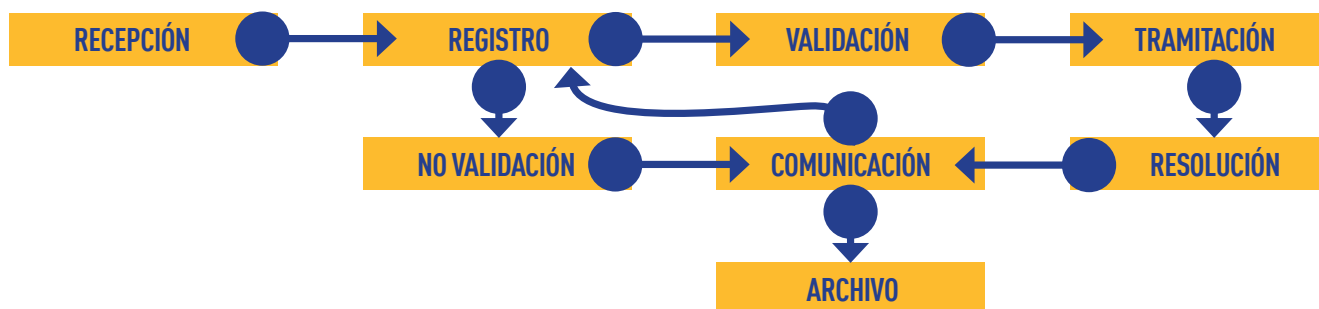 RECEPCIÓN
REGISTRO
VALIDACIÓN
TRAMITACIÓN
NO VALIDACIÓN
COMUNICACIÓN
RESOLUCIÓN
ARCHIVO